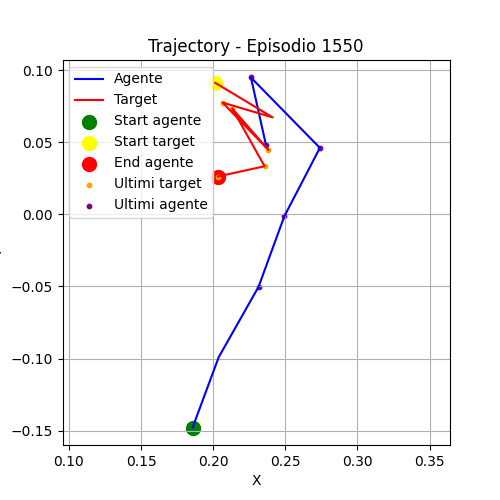 Trajectory - Episodio 1550
Agente
Target
Start agente
Start target
End agente
Ultimi target
Ultimi agente
0.10
0.05
0.00
−0.05
−0.10
−0.15
0.10 0.15 0.20 0.25 0.30 0.35
X